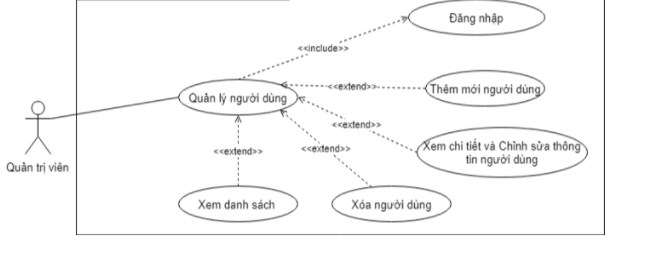 Đăng nhập
<<include>>
Quản lý người dùng
<<extend>>
Thêm mới người dùng
<<extend>>
Xem chi tiết và Chỉnh sửa thông
tin người dùng
<<extend>>
<<extend>>
Quản trị viên
Xem danh sách
Xóa người dùng